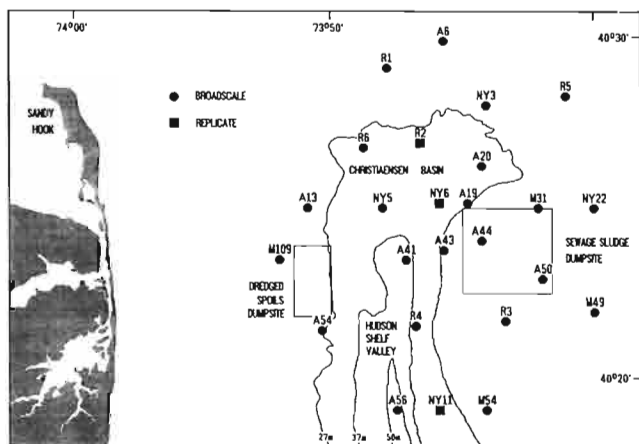 74°00'
73°50'
40°30'
A6
R1
SANDY
HOOK
BROADSCALE
REPLICATE
NY3
R5
R6
R2
CHRISTIAENSEN BASIN
A20
A13
NY5
NY6
A19
M31
NY22
A44
SEWAGE SLUDGE
DUMPSITE
M109
A41
A43
A50
DREDGED
SPOILS
DUMPSITE
A54
HUDSON
SHELF
VALLEY
R4
R3
M49
40°20'
A56
NY11
M54
27m
37m
50m